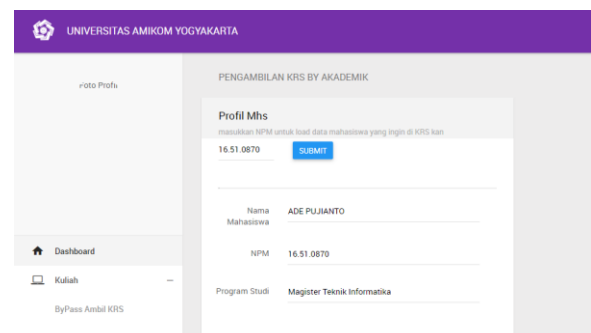 UNIVERSITAS AMIKOM YOGYAKARTA
Foto Profil
PENGAMBILAN KRS BY AKADEMIK
Profil Mhs
masukkan NPM untuk load data mahasiswa yang ingin di KRS kan
16.51.0870
SUBMIT
Nama Mahasiswa
ADE PUJIANTO
NPM
16.51.0870
Program Studi
Magister Teknik Informatika
Dashboard
Kuliah
ByPass Ambil KRS